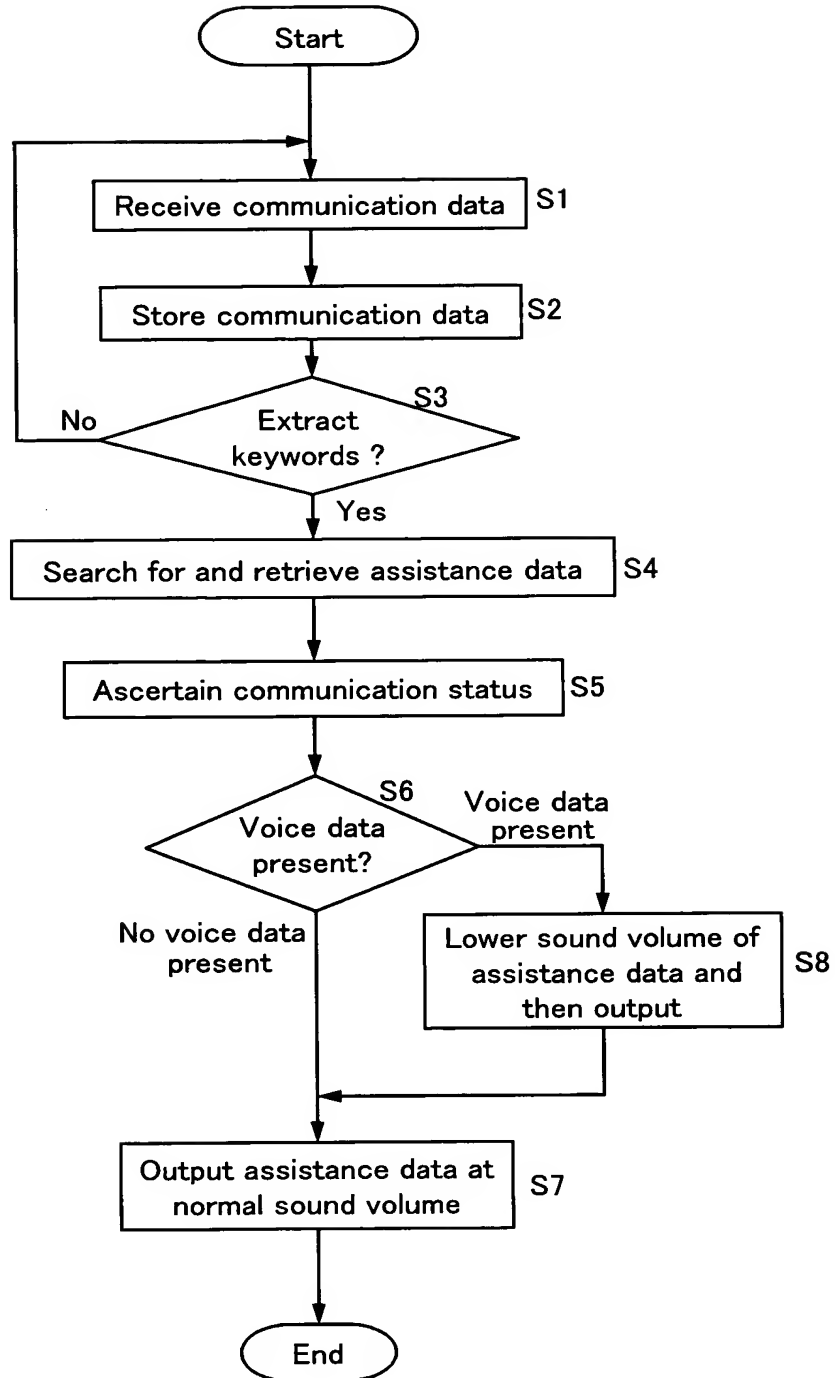 Start
Receive communication data
S1
Store communication data
S2
S3
Extract
keywords ?
No
Yes
Search for and retrieve assistance data
S4
Ascertain communication status
S5
S6
Voice data
present?
Voice data
present
No voice data
present
Lower sound volume of
assistance data and
then output
S8
Output assistance data at
normal sound volume
S7
End